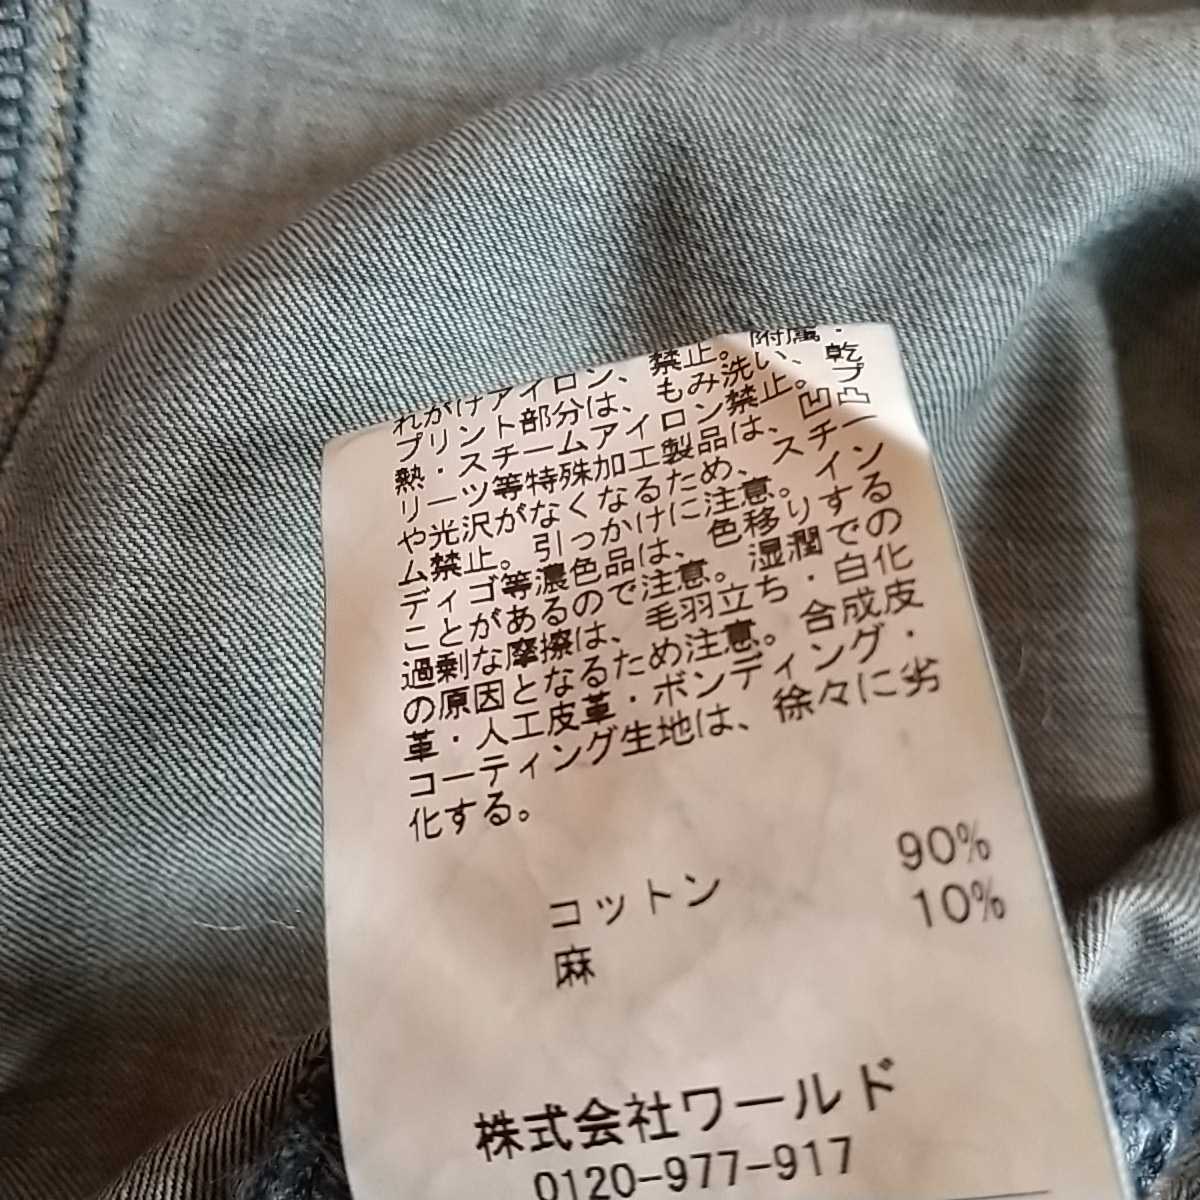 れがけアイロン、禁止。附属・
プリント部分は、もみ洗い、乾
熱・スチームアイロン禁止。プ
リーツ等特殊加工製品は、凹凸
や光沢がなくなるため、スチー
ム禁止。引っかけに注意。イン
ディゴ等濃色品は、色移りする
ことがあるので注意。湿潤での
過剰な摩擦は、毛羽立ち・白化
の原因となるため注意。合成皮
革・人工皮革・ボンディング・
コーティング生地は、徐々に劣
化する。
コットン 90%
麻 10%
株式会社ワールド
0120-977-917